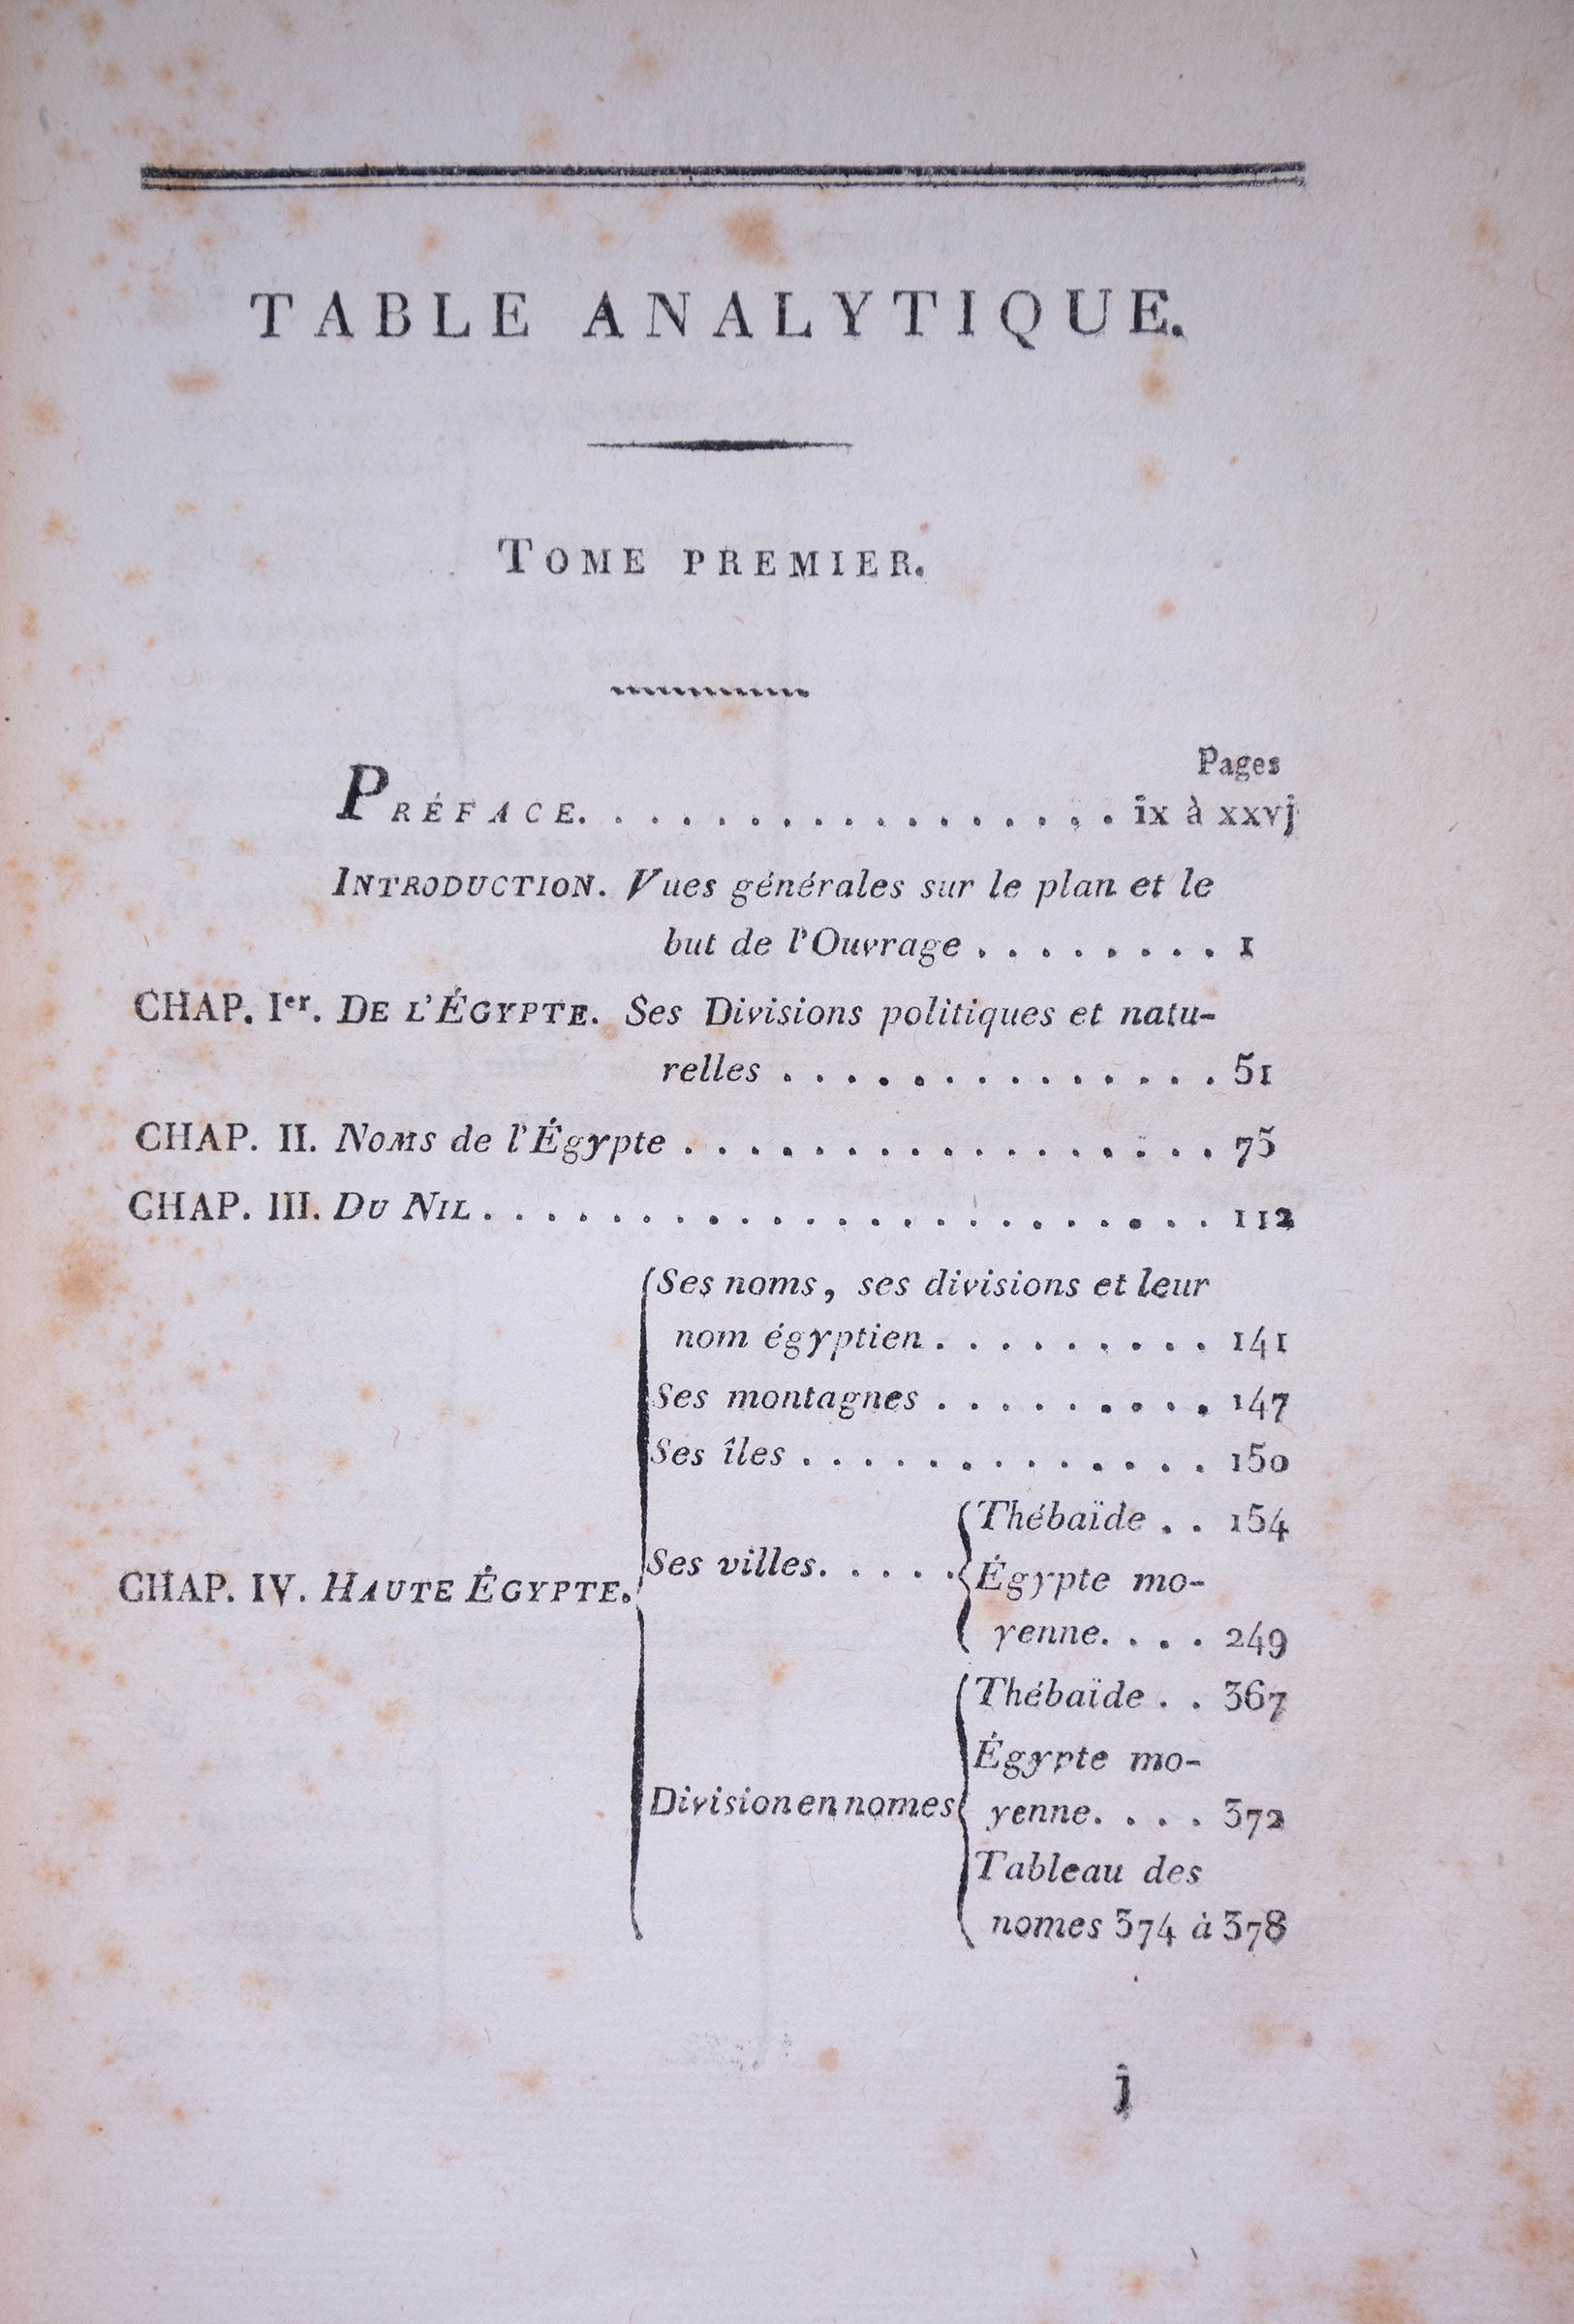 TABLE ANALYTIQUE.
TOME PREMIER.
Pages
PRÉFACE. . . . . . . . . . . . . . . . . ix à xxvj
INTRODUCTION. Vues générales sur le plan et le
but de l'Ouvrage . . . . . . . . 1
CHAP. Ier. DE L'ÉGYPTE. Ses Divisions politiques et natu-
relles . . . . . . . . . . . . . . 51
CHAP. II. Noms de l'Égypte . . . . . . . . . . . . . . . . . 75
CHAP. III. DU NIL . . . . . . . . . . . . . . . . . . . . . . . 112
CHAP. IV. HAUTE ÉGYPTE.
Ses noms, ses divisions et leur
nom égyptien . . . . . . . . . 141
Ses montagnes . . . . . . . . . 147
Ses îles . . . . . . . . . . . . . 150
Ses villes. . . . .
Thébaïde . . 154
Égypte mo-
yenne. . . . 249
Division en nomes
Thébaïde . . 367
Égypte mo-
yenne. . . . 372
Tableau des
nomes 374 à 378
j